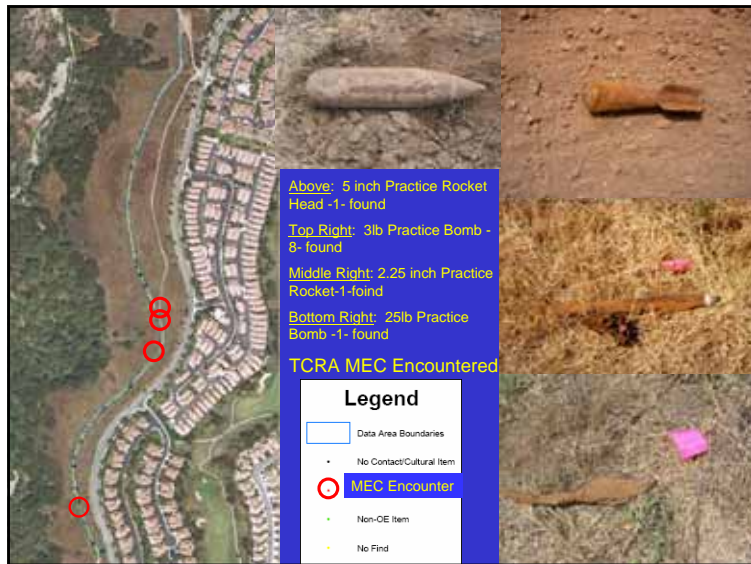 Above: 5 inch Practice Rocket
Head -1- found
Top Right: 3lb Practice Bomb -
8- found
Middle Right: 2.25 inch Practice
Rocket-1-foind
Bottom Right: 25lb Practice
Bomb -1- found
TCRA MEC Encountered
Legend
Data Area Boundaries
No Contact/Cultural Item
MEC Encounter
Non-OE Item
No Find